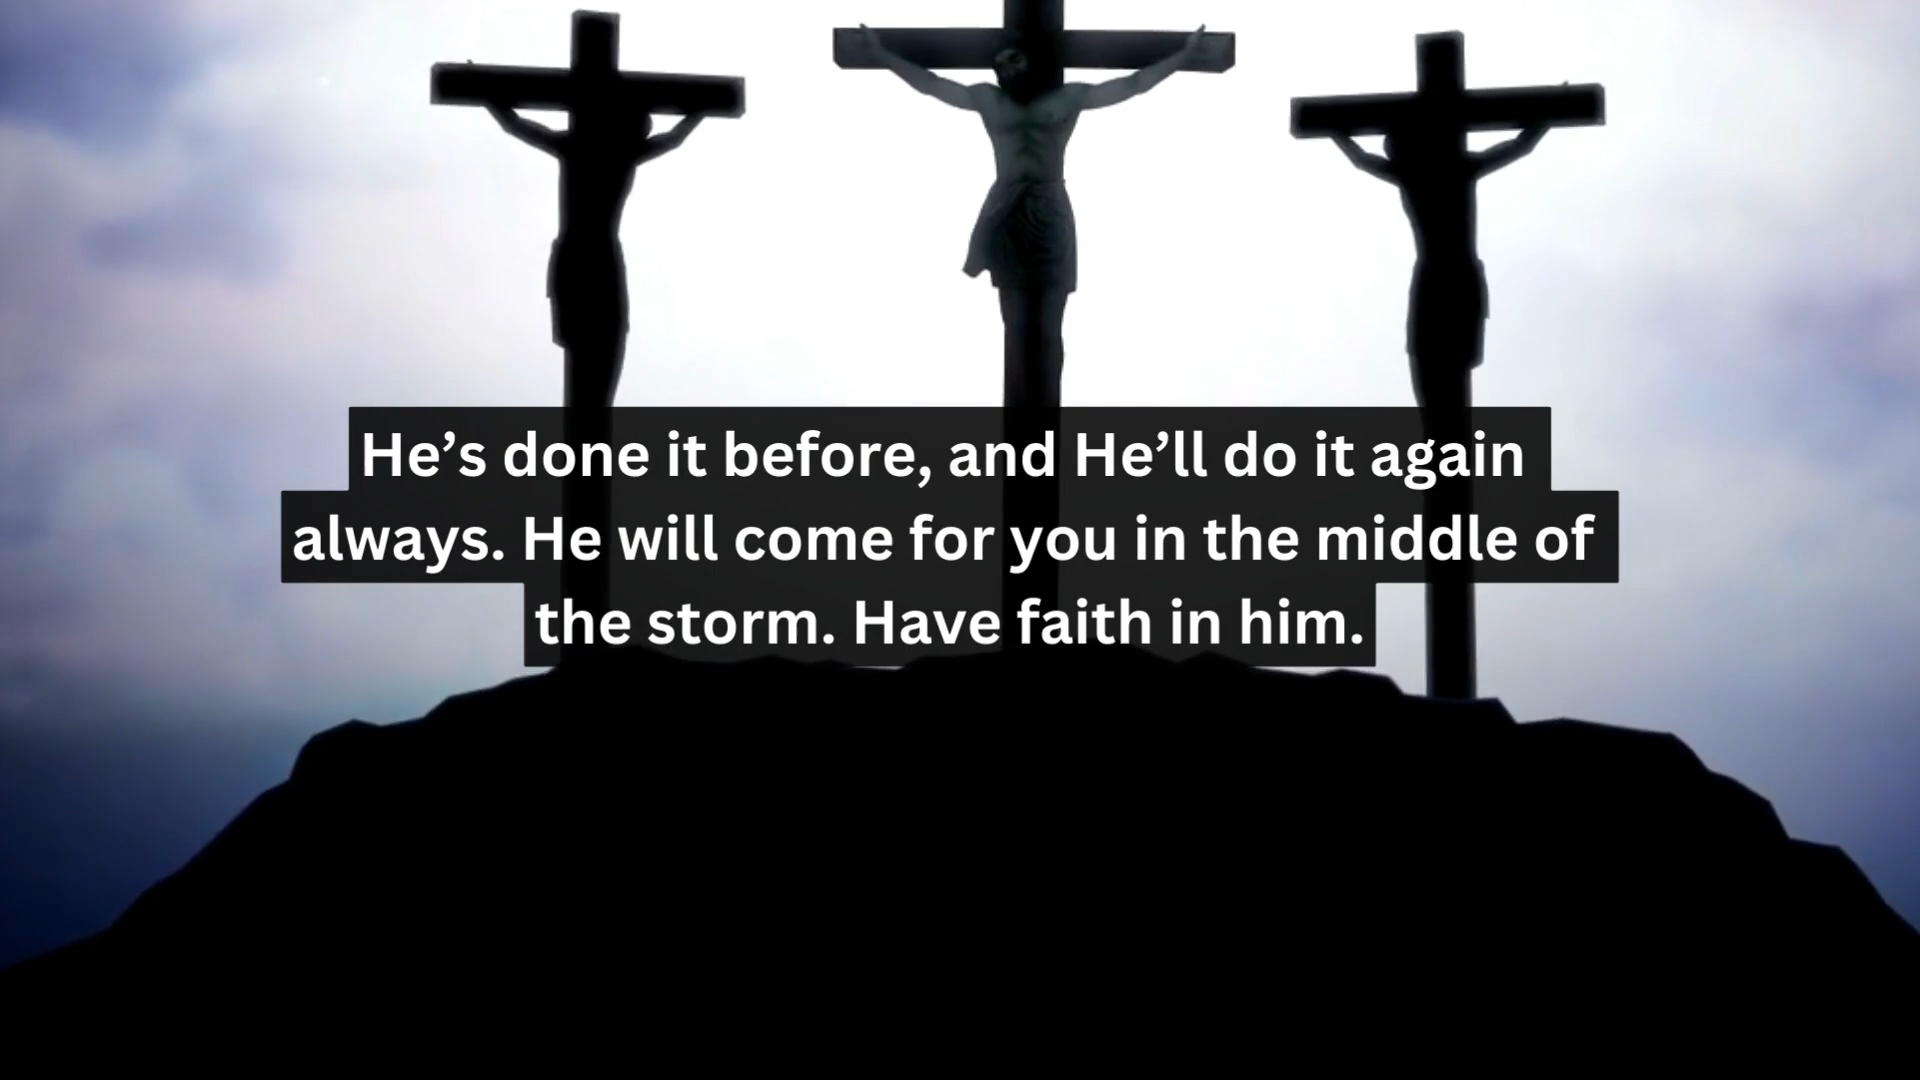 He’s done it before, and He’ll do it again
always. He will come for you in the middle of
the storm. Have faith in him.